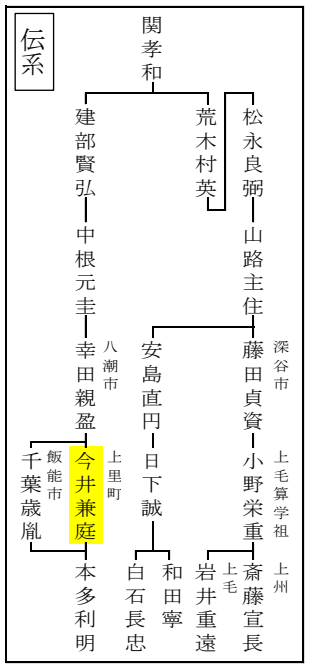 伝系
関孝和
松永良弼
荒木村英
建部賢弘
山路主住
中根元圭
深谷市
藤田貞資
安島直円
八潮市
幸田親盈
上毛算学祖
小野栄重
日下誠
上里町
今井兼庭
飯能市
千葉歳胤
上州
斎藤宣長
上毛
岩井重遠
和田寧
白石長忠
本多利明